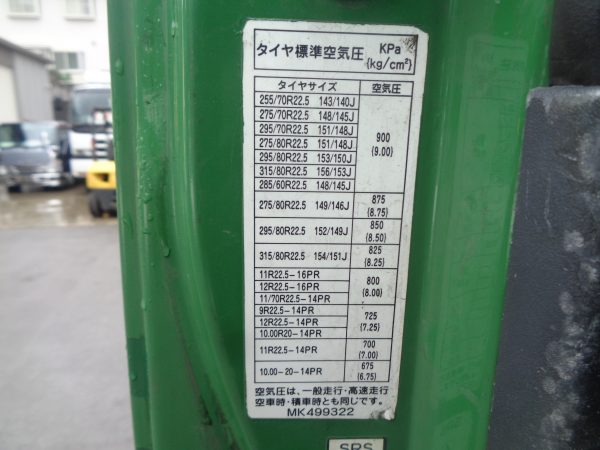 タイヤ標準空気圧 KPa
{kg/cm²}
タイヤサイズ 空気圧
255/70R22.5 143/140J
275/70R22.5 148/145J
295/70R22.5 151/148J
275/80R22.5 151/148J
295/80R22.5 153/150J
315/80R22.5 156/153J
285/60R22.5 148/145J
900
{9.00}
275/80R22.5 149/146J
875
{8.75}
295/80R22.5 152/149J
850
{8.50}
315/80R22.5 154/151J
825
{8.25}
11R22.5-16PR
12R22.5-16PR
11/70R22.5-14PR
800
{8.00}
9R22.5-14PR
12R22.5-14PR
10.00R20-14PR
725
{7.25}
11R22.5-14PR
700
{7.00}
10.00-20-14PR
675
{6.75}
空気圧は、一般走行・高速走行
空車時・積車時とも同じです。
MK499322
SRS